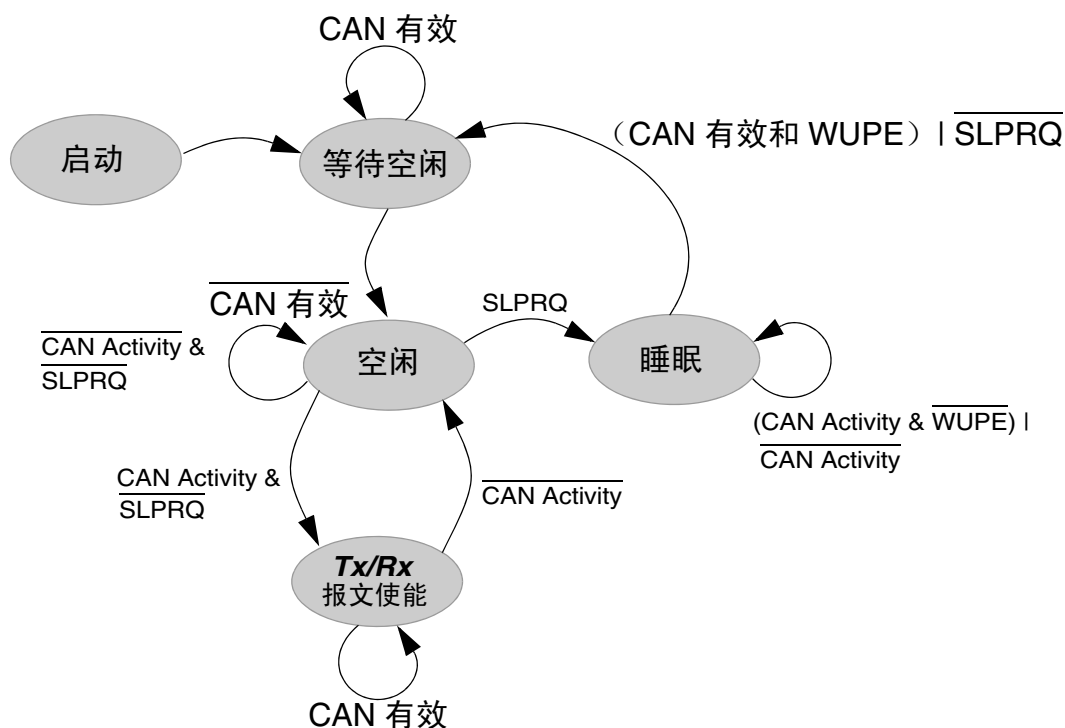 CAN 有效
启动
等待空闲
（CAN 有效和 WUPE）| SLPRQ
CAN 有效
SLPRQ
CAN Activity &
SLPRQ
空闲
睡眠
(CAN Activity & WUPE) |
CAN Activity
CAN Activity &
SLPRQ
CAN Activity
Tx/Rx
报文使能
CAN 有效